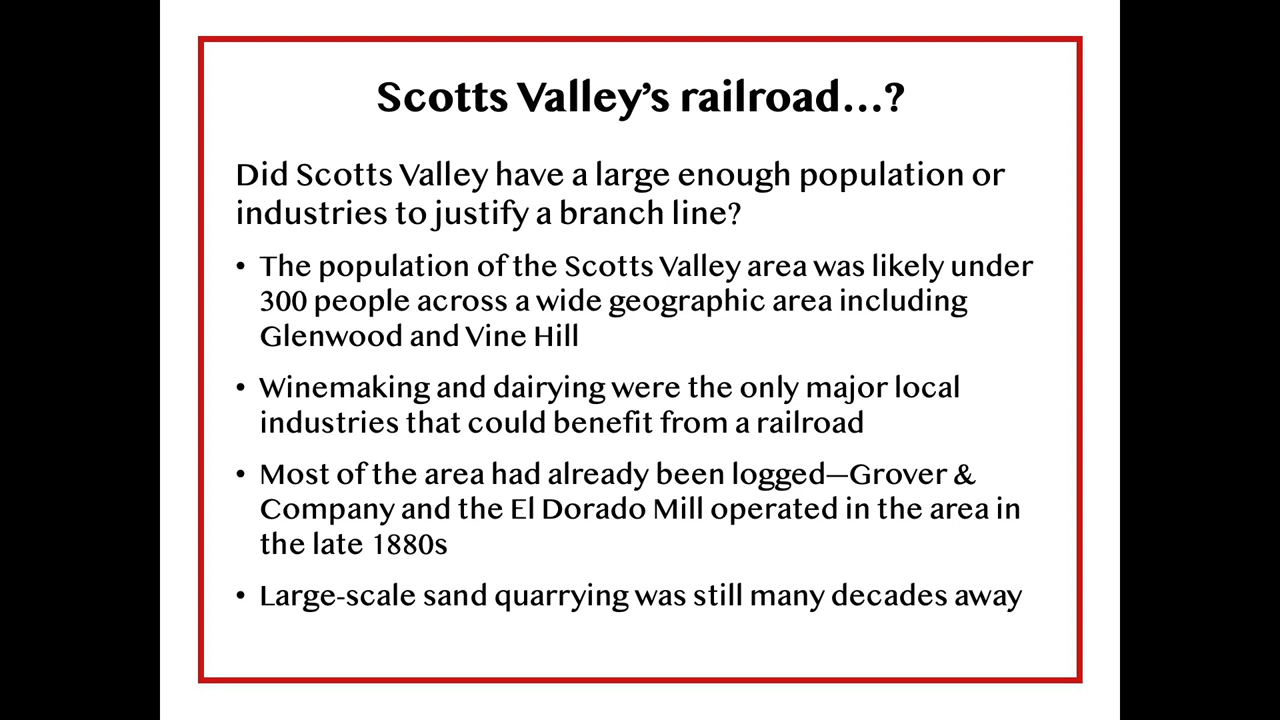 Scotts Valley’s railroad…?
Did Scotts Valley have a large enough population or
industries to justify a branch line?
• The population of the Scotts Valley area was likely under
300 people across a wide geographic area including
Glenwood and Vine Hill
• Winemaking and dairying were the only major local
industries that could benefit from a railroad
• Most of the area had already been logged—Grover &
Company and the El Dorado Mill operated in the area in
the late 1880s
• Large-scale sand quarrying was still many decades away